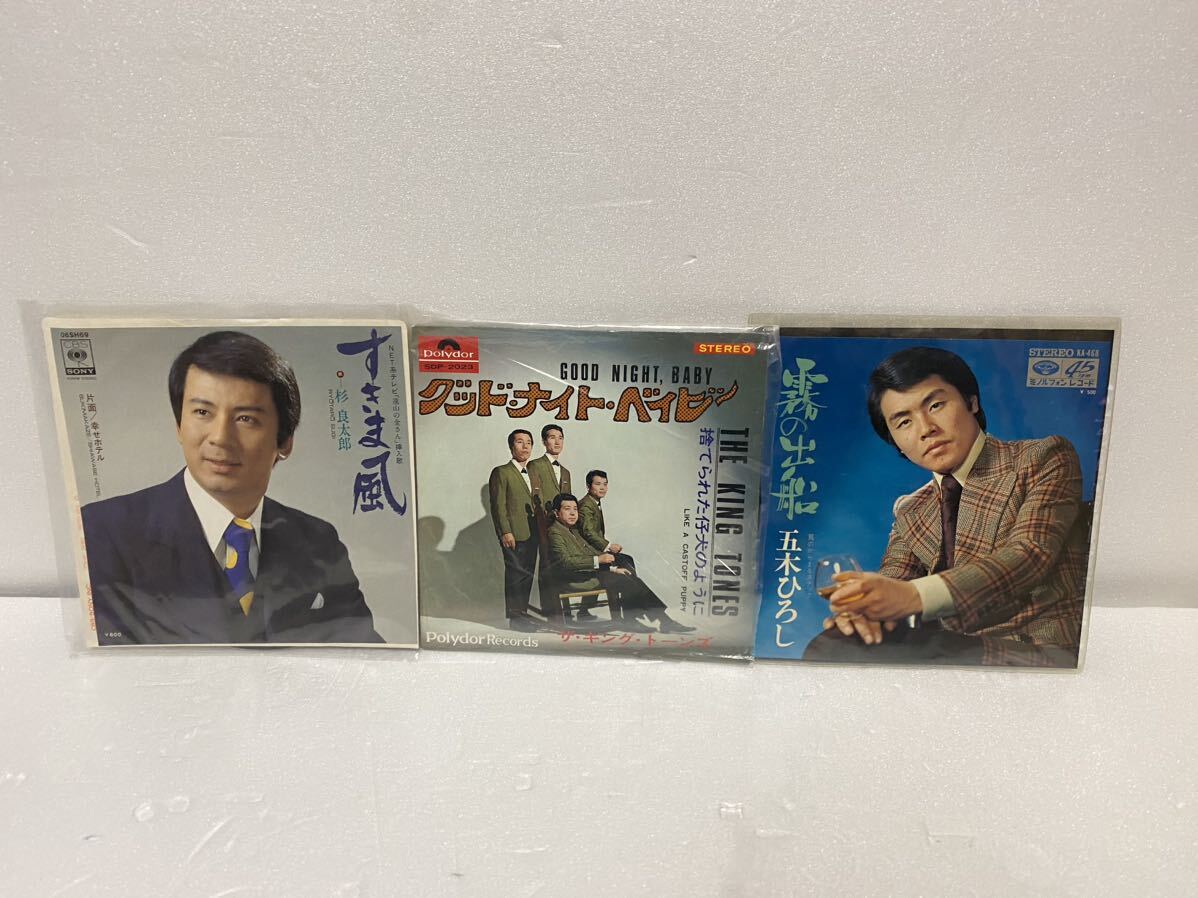 06SH69
CBS
SONY
すきま風
NET系テレビ「遠山の金さん」挿入歌
杉 良太郎
RYOTARO SUGI
片面/幸せホテル
¥600
Polydor
SDP-2023
STEREO
GOOD NIGHT, BABY
グッド・ナイト・ベイビー
THE KING TONES
捨てられた仔犬のように
LIKE A CASTOFF PUPPY
Polydor Records
ザ・キング・トーンズ
STEREO KA-468
45
ミノルフォン レコード
¥ 500
霧の出船
五木ひろし